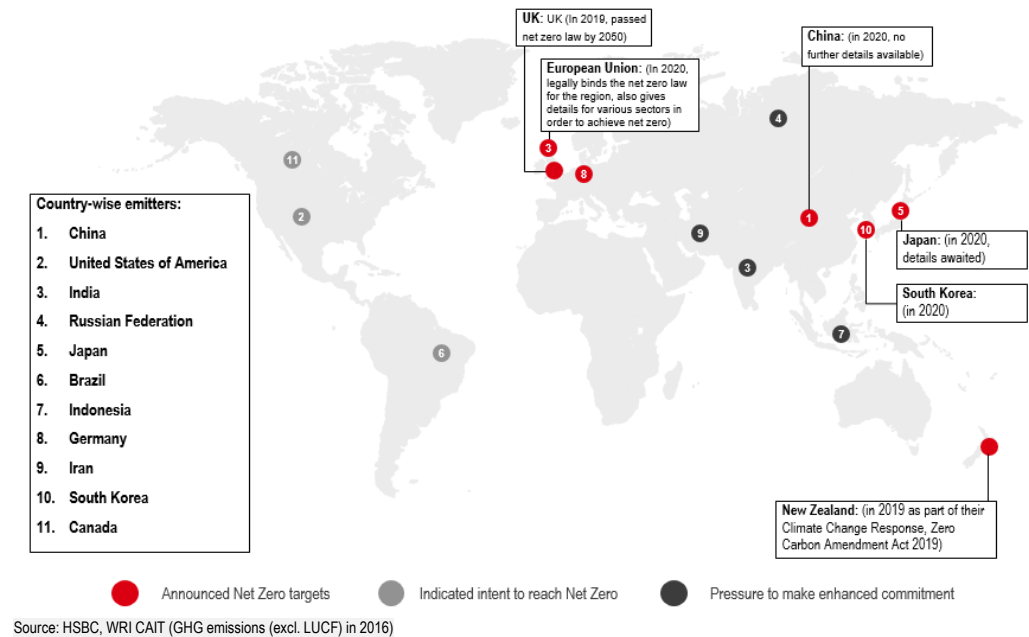 UK: UK (In 2019, passed
net zero law by 2050)
China: (in 2020, no
further details available)
European Union: (In 2020,
legally binds the net zero law
for the region, also gives
details for various sectors in
order to achieve net zero)
4
3
11
8
Country-wise emitters:
1. China
2. United States of America
3. India
4. Russian Federation
5. Japan
6. Brazil
7. Indonesia
8. Germany
9. Iran
10. South Korea
11. Canada
2
1
5
9
10
3
Japan: (in 2020,
details awaited)
South Korea:
(in 2020)
7
6
New Zealand: (in 2019 as part of their
Climate Change Response, Zero
Carbon Amendment Act 2019)
Announced Net Zero targets
Indicated intent to reach Net Zero
Pressure to make enhanced commitment
Source: HSBC, WRI CAIT (GHG emissions (excl. LUCF) in 2016)